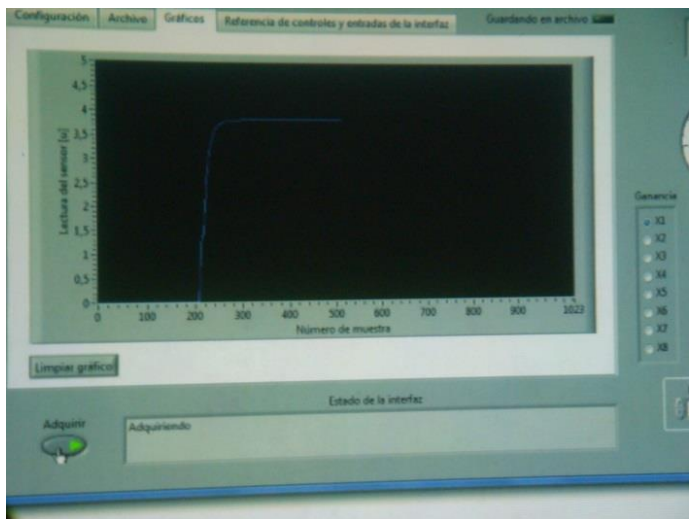 Configuración Archivo Gráficos Referencia de controles y entradas de la interfaz Guardando en archivo
5
4,5
4
3,5
3
2,5
2
1,5
1
0,5
0
Lectura del sensor [u]
0 100 200 300 400 500 600 700 800 900 1023
Número de muestra
Ganancia
X1
X2
X3
X4
X5
X6
X7
X8
Limpiar gráfico
Estado de la interfaz
Adquirir
Adquiriendo